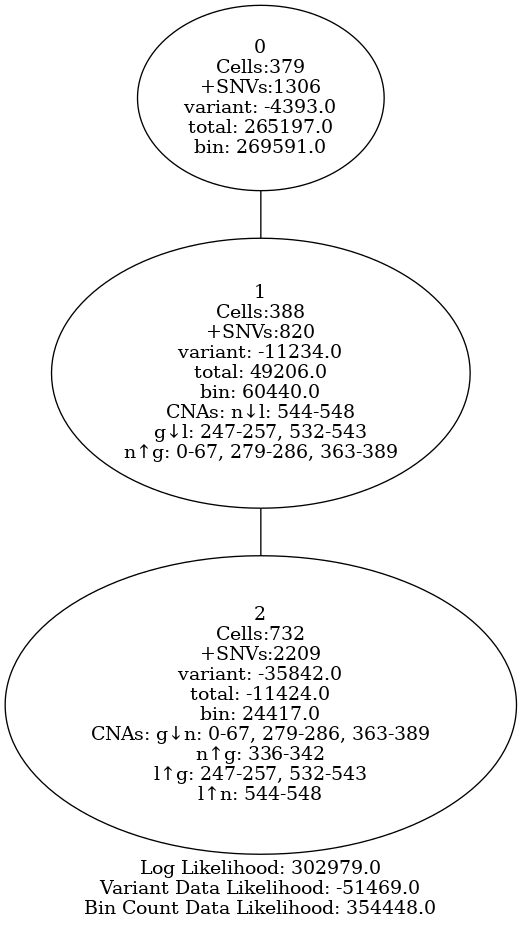 0
Cells:379
+SNVs:1306
variant: -4393.0
total: 265197.0
bin: 269591.0
1
Cells:388
+SNVs:820
variant: -11234.0
total: 49206.0
bin: 60440.0
CNAs: n↓l: 544-548
g↓l: 247-257, 532-543
n↑g: 0-67, 279-286, 363-389
2
Cells:732
+SNVs:2209
variant: -35842.0
total: -11424.0
bin: 24417.0
CNAs: g↓n: 0-67, 279-286, 363-389
n↑g: 336-342
l↑g: 247-257, 532-543
l↑n: 544-548
Log Likelihood: 302979.0
Variant Data Likelihood: -51469.0
Bin Count Data Likelihood: 354448.0